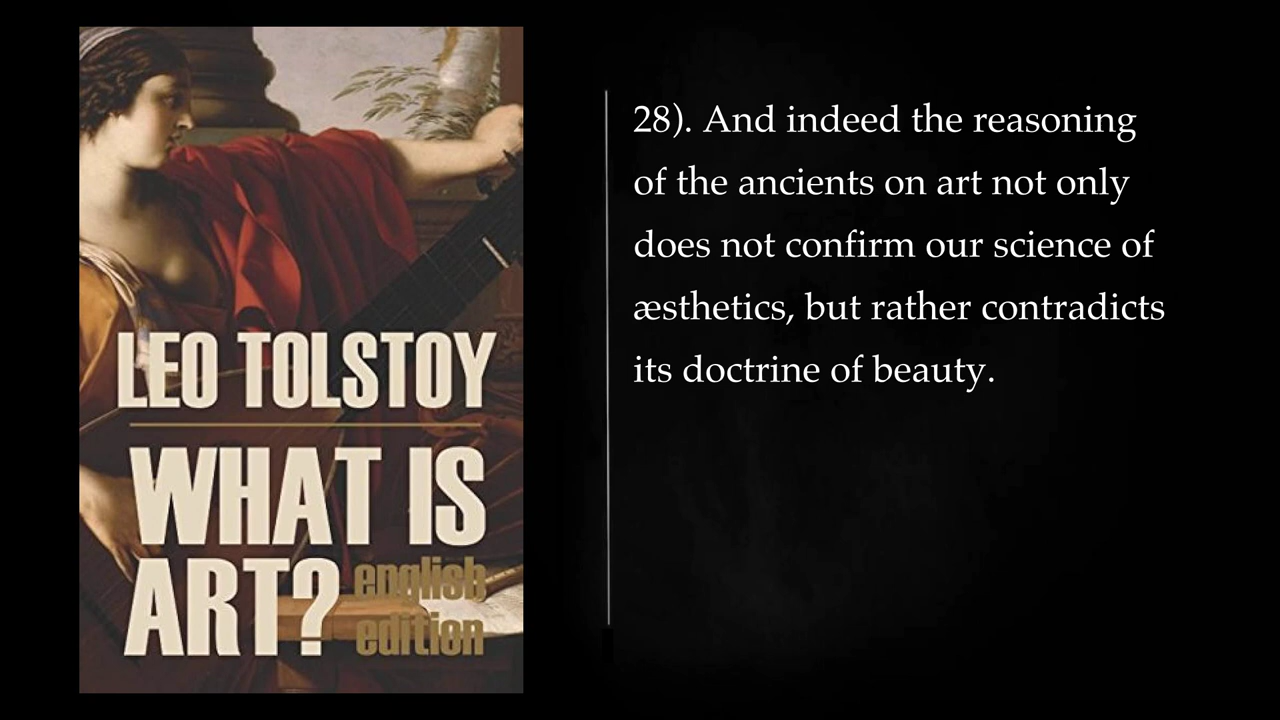 LEO TOLSTOY
WHAT IS
ART?
english
edition
28). And indeed the reasoning
of the ancients on art not only
does not confirm our science of
æsthetics, but rather contradicts
its doctrine of beauty.